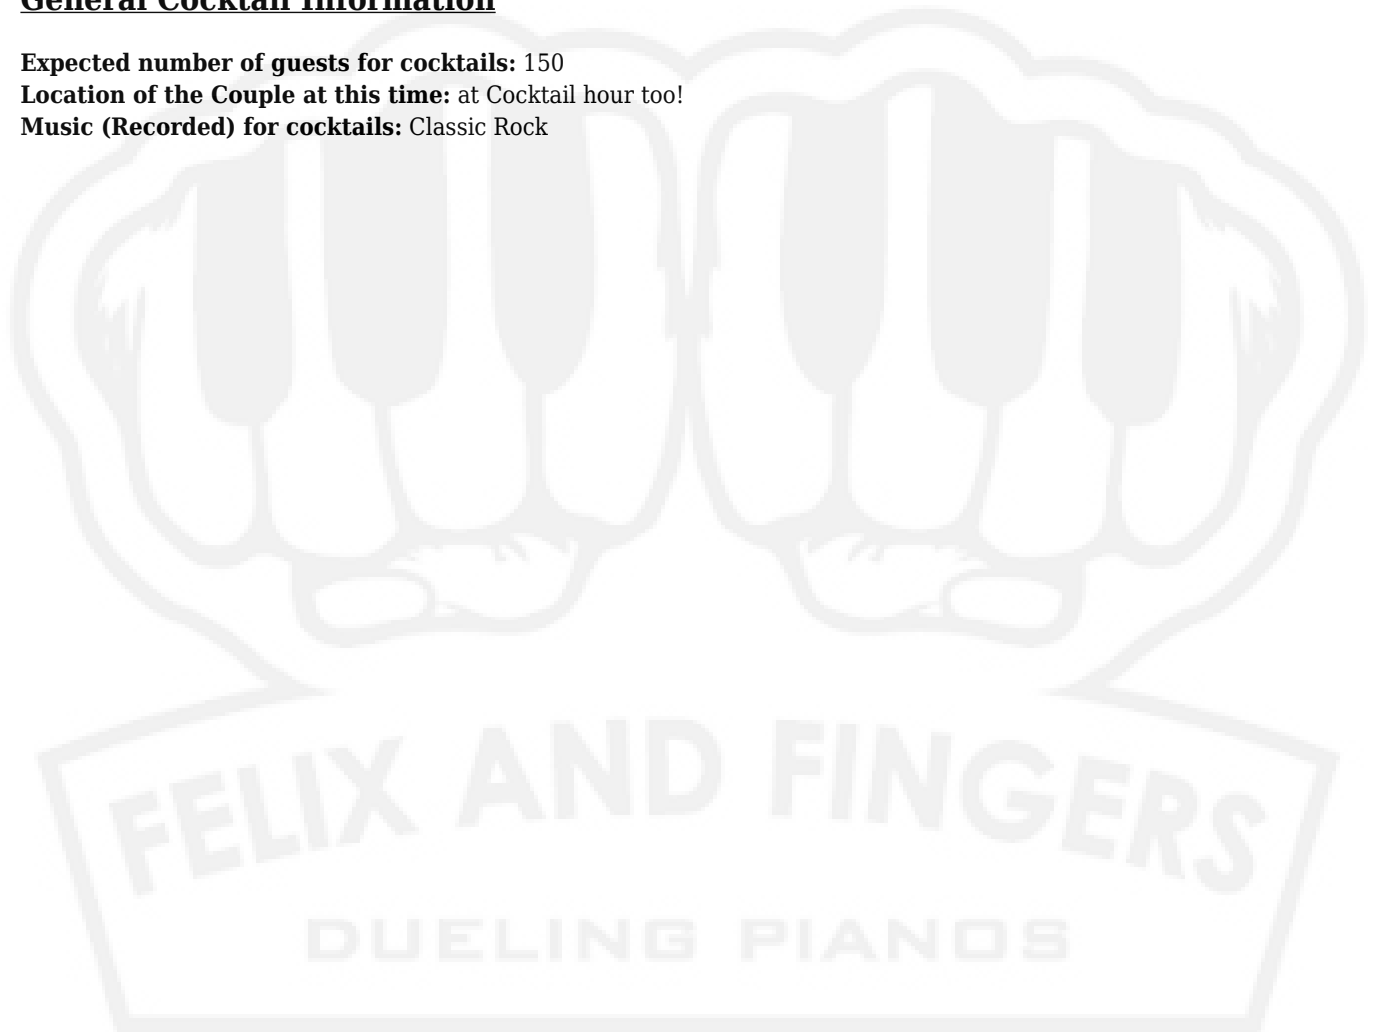 General Cocktail Information
Expected number of guests for cocktails: 150
Location of the Couple at this time: at Cocktail hour too!
Music (Recorded) for cocktails: Classic Rock
FELIX AND FINGERS
DUELING PIANOS